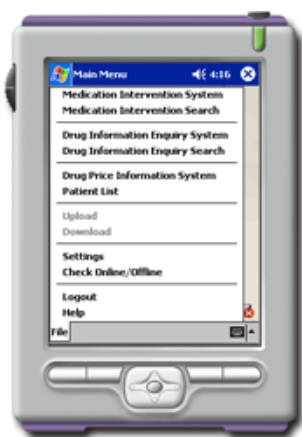 Main Menu 4:16
Medication Intervention System
Medication Intervention Search
Drug Information Enquiry System
Drug Information Enquiry Search
Drug Price Information System
Patient List
Upload
Download
Settings
Check Online/Offline
Logout
Help
File